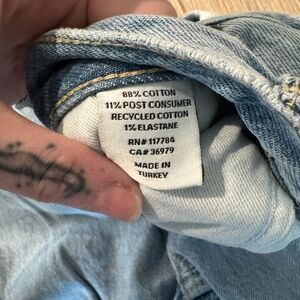 88% COTTON
11% POST CONSUMER
RECYCLED COTTON
1% ELASTANE
RN# 117784
CA# 36979
MADE IN
TURKEY